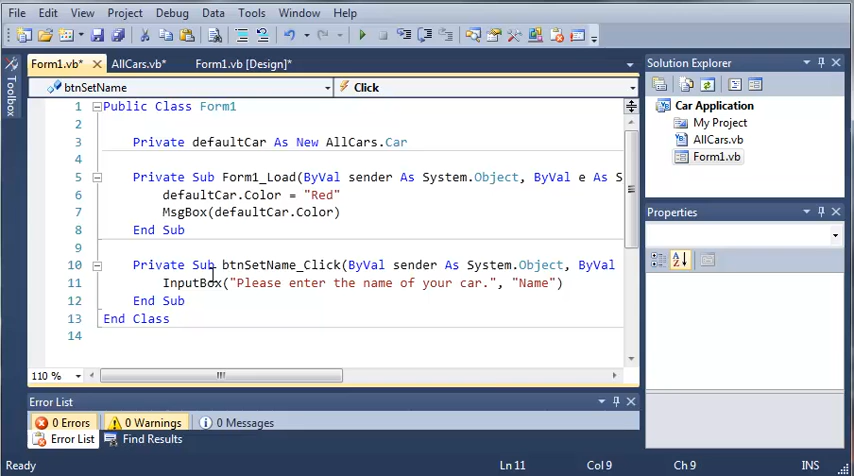 File Edit View Project Debug Data Tools Window Help
Form1.vb* AllCars.vb* Form1.vb [Design]*
Solution Explorer
Toolbox
btnSetName Click
1 Public Class Form1
2
3 Private defaultCar As New AllCars.Car
4
5 Private Sub Form1_Load(ByVal sender As System.Object, ByVal e As S
6 defaultCar.Color = "Red"
7 MsgBox(defaultCar.Color)
8 End Sub
9
10 Private Sub btnSetName_Click(ByVal sender As System.Object, ByVal
11 InputBox("Please enter the name of your car.", "Name")
12 End Sub
13 End Class
14
110 %
Car Application
My Project
AllCars.vb
Form1.vb
Properties
Error List
0 Errors 0 Warnings 0 Messages
Error List Find Results
Ready Ln 11 Col 9 Ch 9 INS